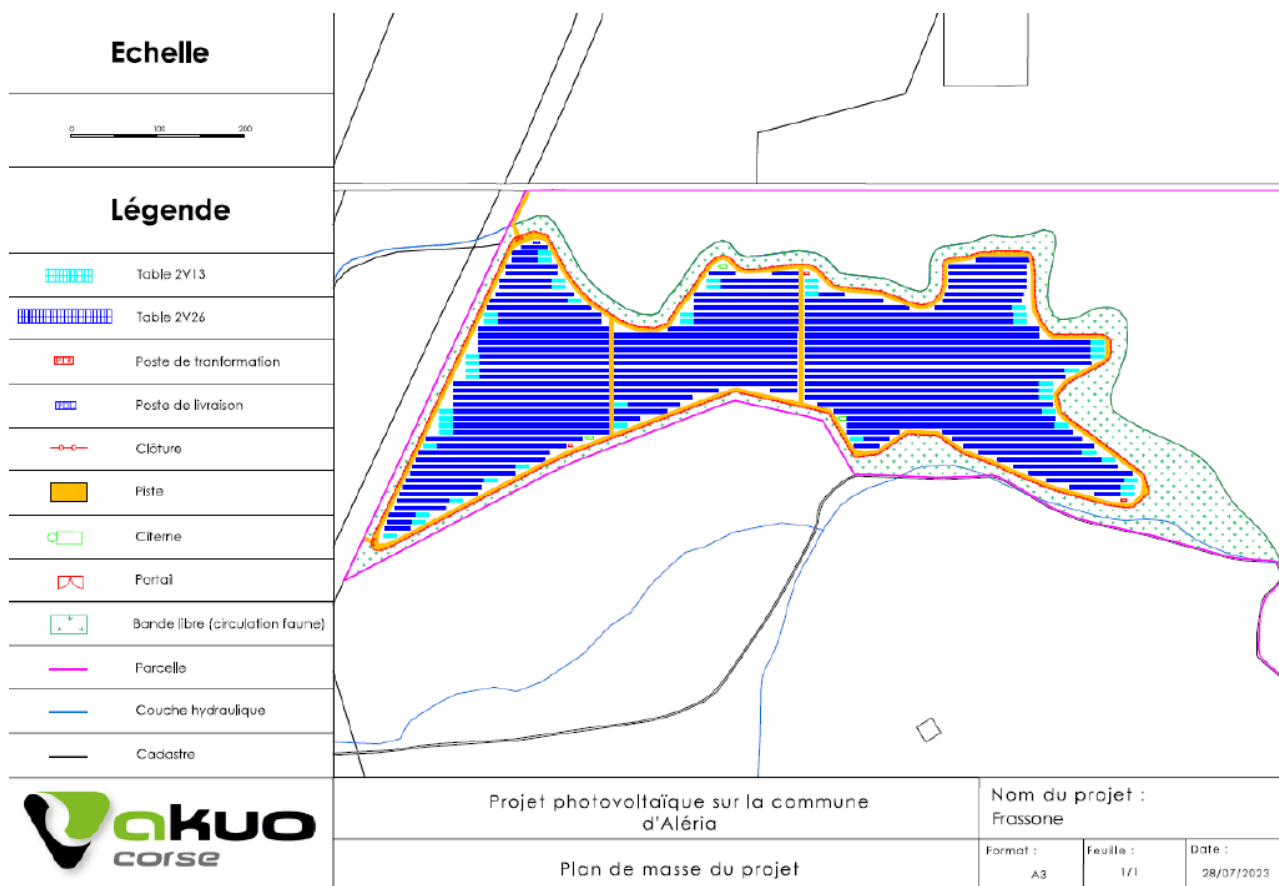 Echelle
0 100 200
Légende
Table 2V13
Table 2V26
Poste de tranformation
Poste de livraison
Clôture
Piste
Citerne
Portail
Bande libre (circulation faune)
Parcelle
Couche hydraulique
Cadastre
akuo
corse
Projet photovoltaïque sur la commune
d'Aléria
Plan de masse du projet
Nom du projet :
Frassone
Format :
A3
Feuille :
1/1
Date :
28/07/2023